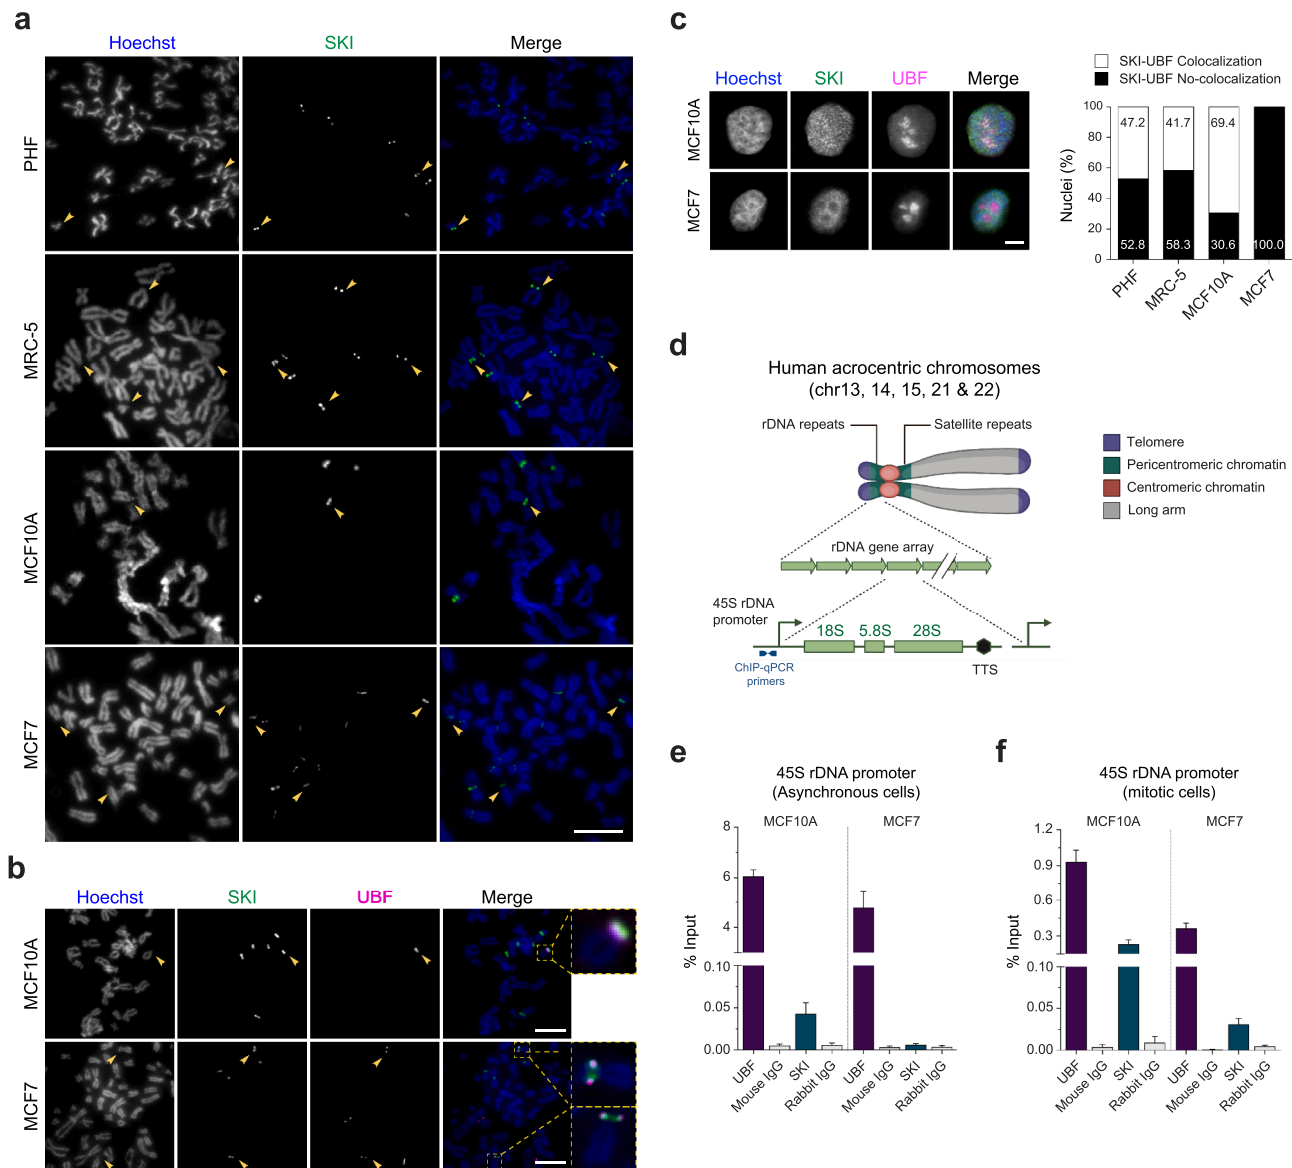 a
Hoechst
SKI
Merge
PHF
MRC-5
MCF10A
MCF7
b
Hoechst
SKI
UBF
Merge
MCF10A
MCF7
c
Hoechst
SKI
UBF
Merge
MCF10A
MCF7
SKI-UBF Colocalization
SKI-UBF No-colocalization
Nuclei (%)
100
80
60
40
20
0
47.2
41.7
69.4
52.8
58.3
30.6
100.0
PHF
MRC-5
MCF10A
MCF7
d
Human acrocentric chromosomes
(chr13, 14, 15, 21 & 22)
rDNA repeats
Satellite repeats
Telomere
Pericentromeric chromatin
Centromeric chromatin
Long arm
rDNA gene array
45S rDNA
promoter
18S
5.8S
28S
ChIP-qPCR
primers
TTS
e
45S rDNA promoter
(Asynchronous cells)
MCF10A
MCF7
% Input
8
6
4
0.10
0.05
0.00
UBF
Mouse IgG
SKI
Rabbit IgG
UBF
Mouse IgG
SKI
Rabbit IgG
f
45S rDNA promoter
(mitotic cells)
MCF10A
MCF7
% Input
1.2
0.9
0.6
0.3
0.10
0.05
0.00
UBF
Mouse IgG
SKI
Rabbit IgG
UBF
Mouse IgG
SKI
Rabbit IgG